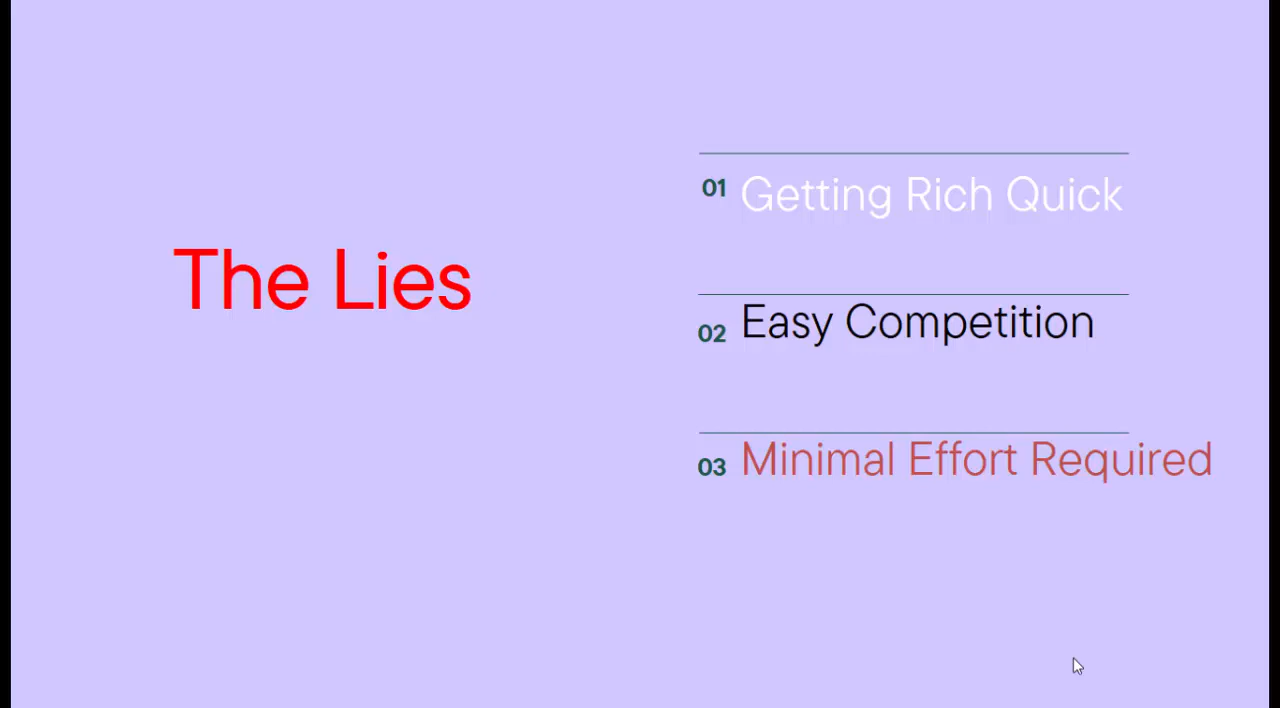 The Lies
01 Getting Rich Quick
02 Easy Competition
03 Minimal Effort Required